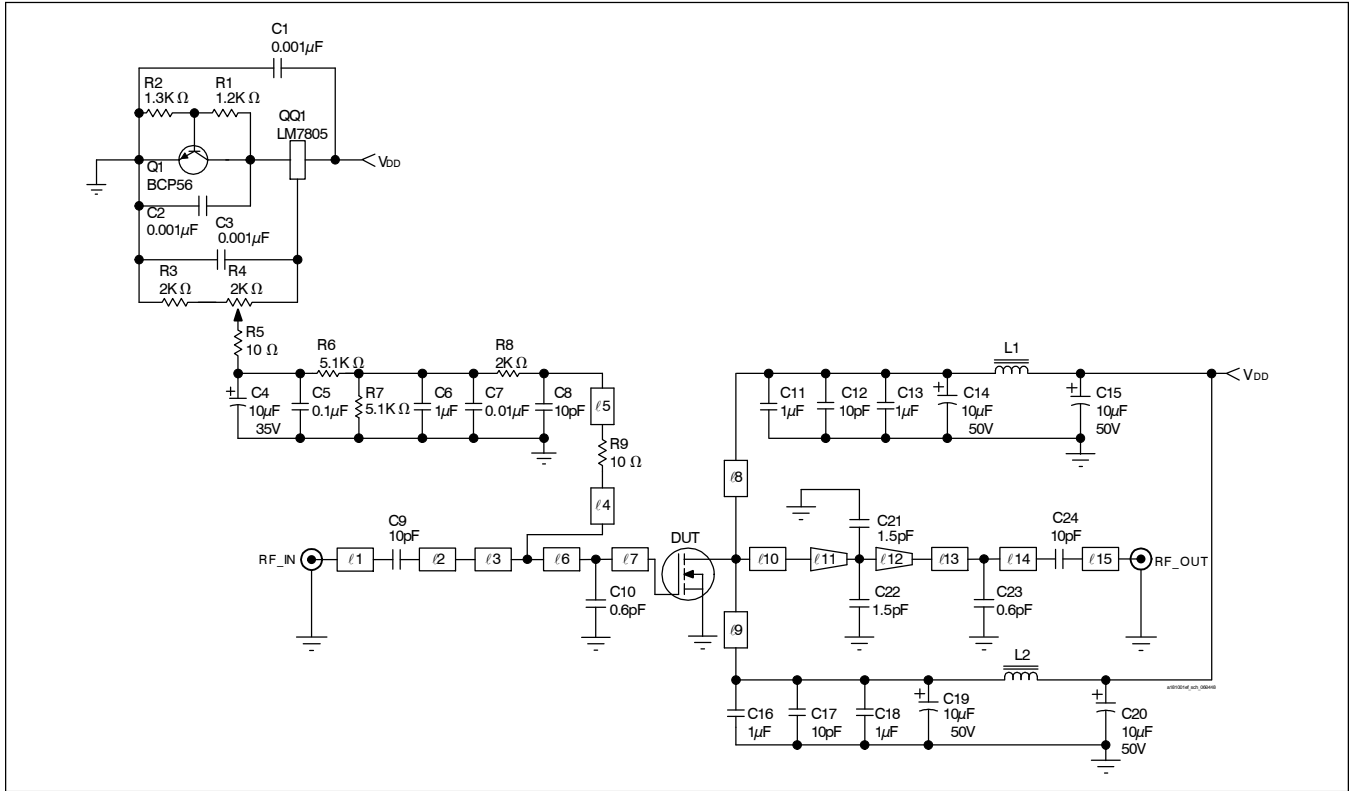 C1
0.001µF
R2
1.3K Ω
R1
1.2K Ω
QQ1
LM7805
VDD
Q1
BCP56
C2
0.001µF
C3
0.001µF
R3
2K Ω
R4
2K Ω
R5
10 Ω
R6
5.1K Ω
R8
2K Ω
C4
10µF
35V
C5
0.1µF
R7
5.1K Ω
C6
1µF
C7
0.01µF
C8
10pF
ℓ5
R9
10 Ω
ℓ4
L1
VDD
C11
1µF
C12
10pF
C13
1µF
C14
10µF
50V
C15
10µF
50V
ℓ8
RF_IN
ℓ1
C9
10pF
ℓ2
ℓ3
ℓ6
ℓ7
C10
0.6pF
DUT
ℓ10
ℓ11
C21
1.5pF
ℓ12
C22
1.5pF
ℓ13
C23
0.6pF
ℓ14
C24
10pF
ℓ15
RF_OUT
ℓ9
L2
C16
1µF
C17
10pF
C18
1µF
C19
10µF
50V
C20
10µF
50V